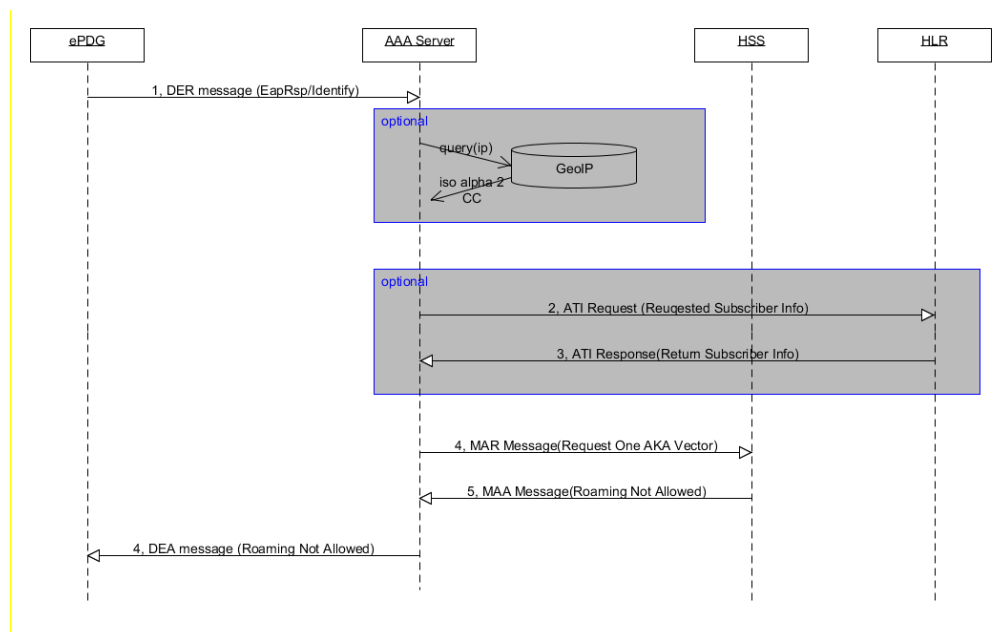 ePDG
AAA Server
HSS
HLR
1, DER message (EapRsp/Identify)
optional
query(ip)
GeoIP
iso alpha 2
CC
optional
2, ATI Request (Reuqested Subscriber Info)
3, ATI Response(Return Subscriber Info)
4, MAR Message(Request One AKA Vector)
5, MAA Message(Roaming Not Allowed)
4, DEA message (Roaming Not Allowed)